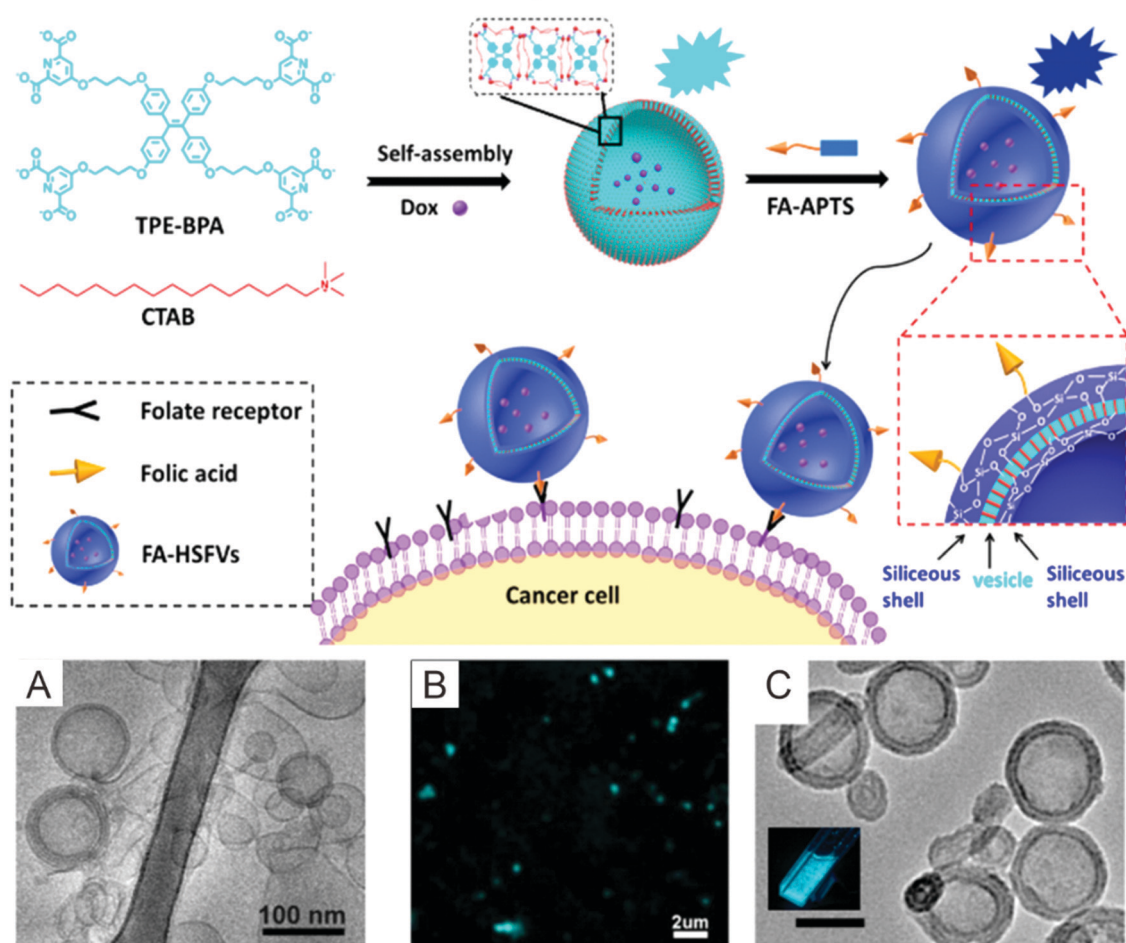 TPE-BPA
CTAB
Self-assembly
Dox
FA-APTS
Folate receptor
Folic acid
FA-HSFVs
Cancer cell
Siliceous
shell
vesicle
Siliceous
shell
A
100 nm
B
2um
C